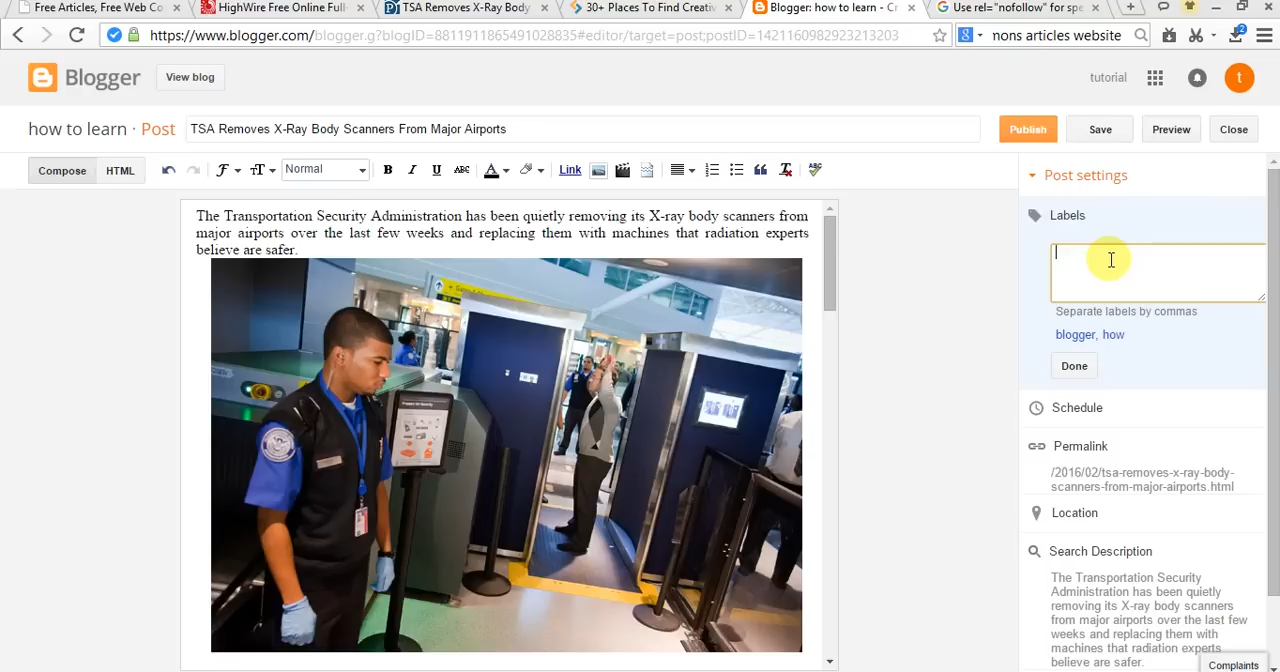 Free Articles, Free Web Co
HighWire Free Online Full-
TSA Removes X-Ray Body
30+ Places To Find Creativ
Blogger: how to learn - Cr
Use rel="nofollow" for spe
https://www.blogger.com/blogger.g?blogID=8811911865491028835#editor/target=post;postID=1421160982923213203
nons articles website
2
Blogger
View blog
tutorial
t
how to learn · Post
TSA Removes X-Ray Body Scanners From Major Airports
Publish
Save
Preview
Close
Compose
HTML
Normal
B
I
U
ABC
A
Link
Post settings
Labels
Separate labels by commas
blogger, how
Done
Schedule
Permalink
/2016/02/tsa-removes-x-ray-body-
scanners-from-major-airports.html
Location
Search Description
The Transportation Security
Administration has been quietly
removing its X-ray body scanners
from major airports over the last few
weeks and replacing them with
machines that radiation experts
believe are safer.
Complaints
The Transportation Security Administration has been quietly removing its X-ray body scanners from
major airports over the last few weeks and replacing them with machines that radiation experts
believe are safer.